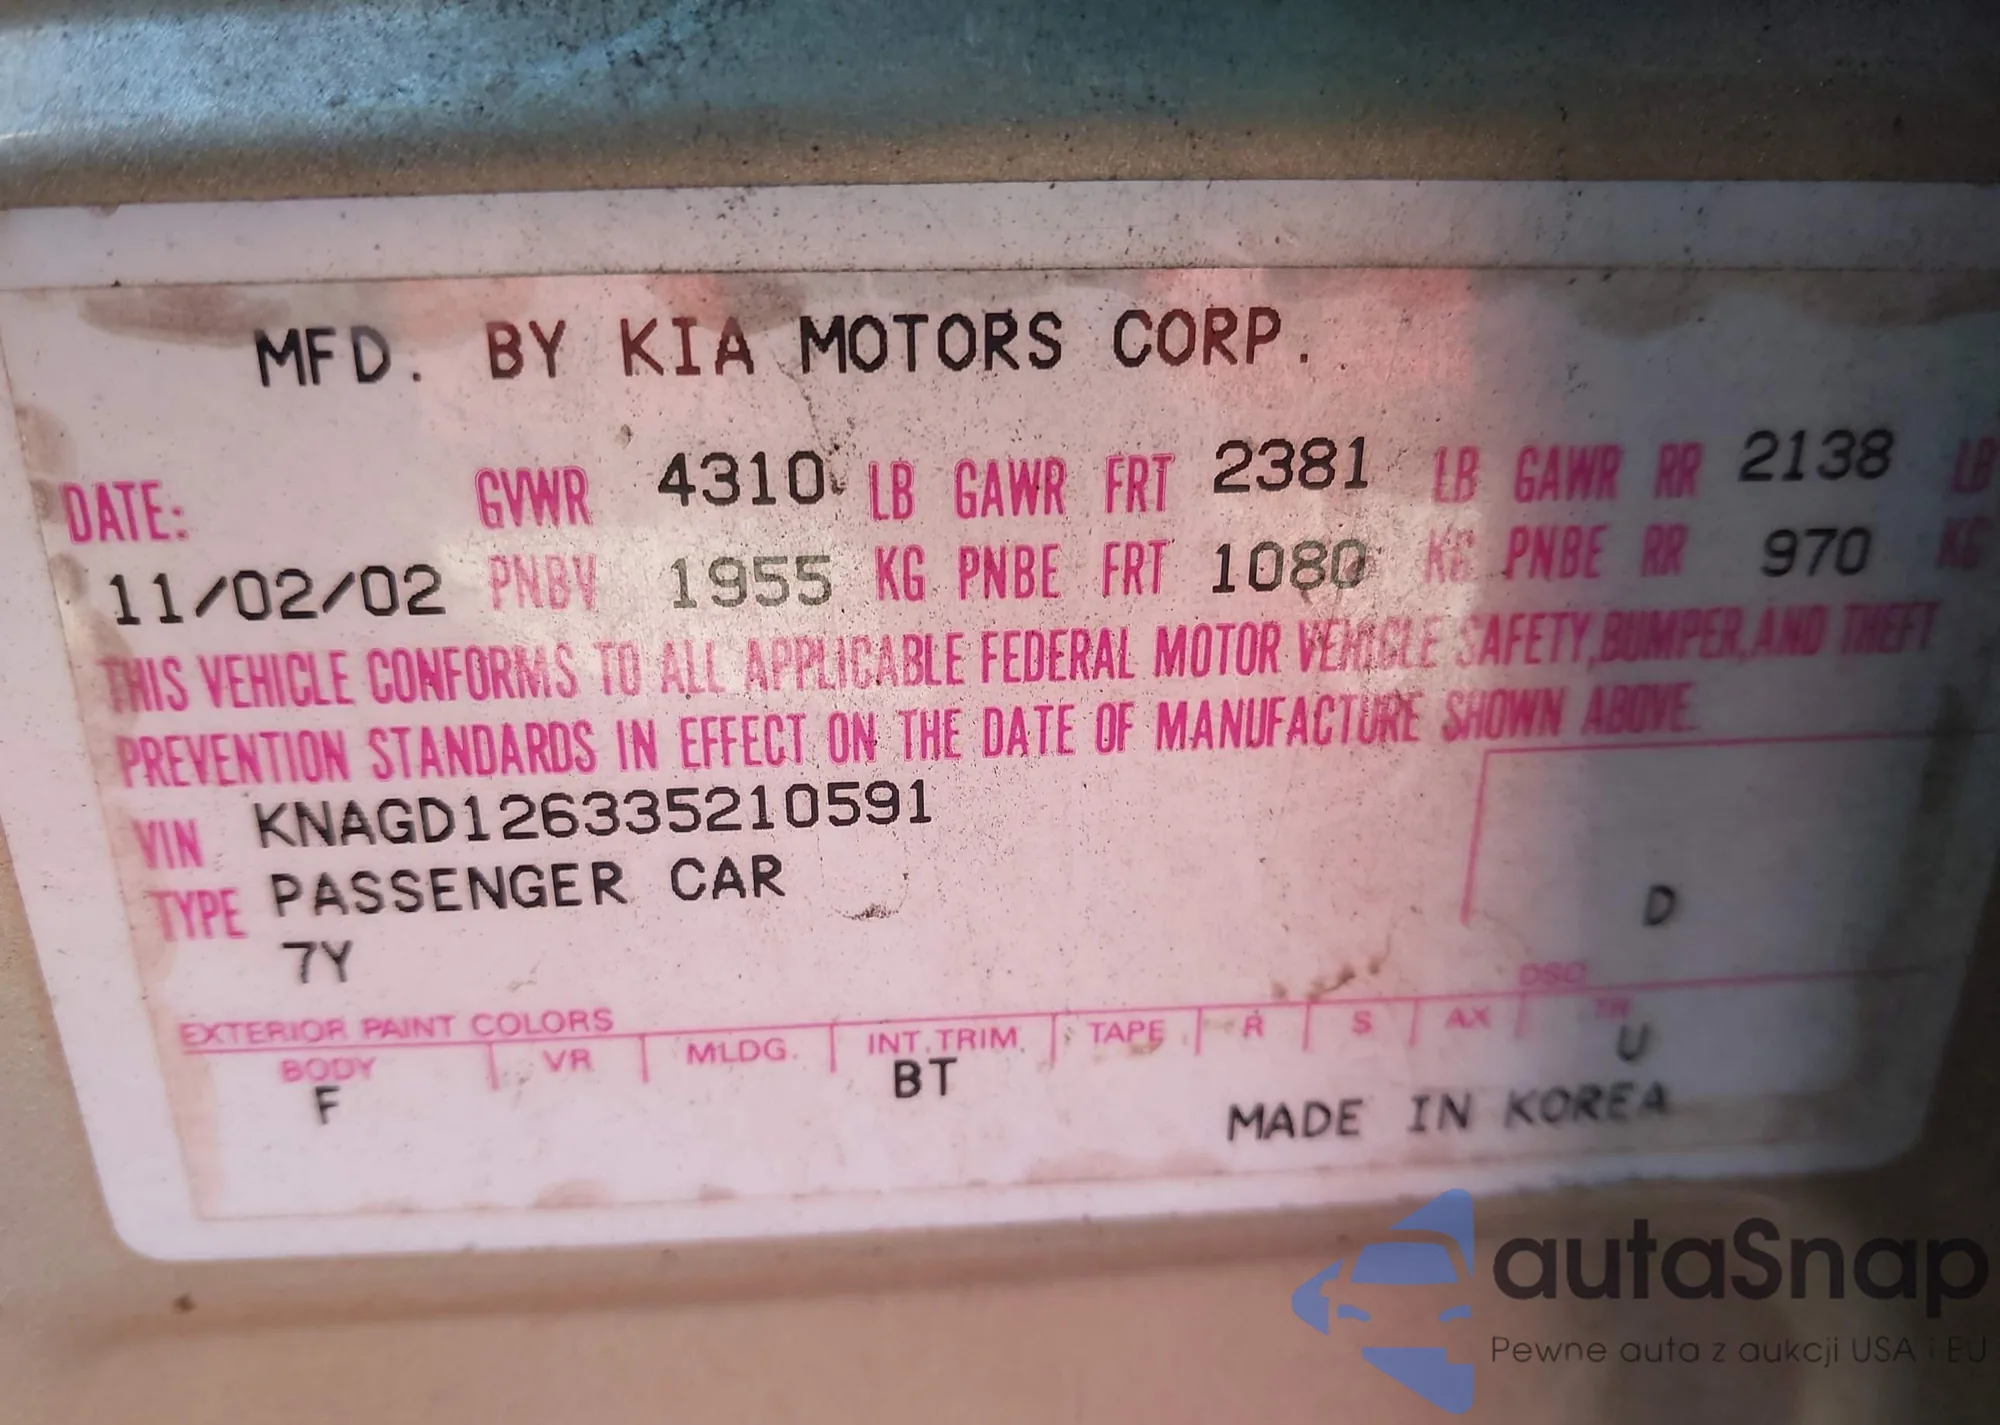 MFD. BY KIA MOTORS CORP.
DATE: GVWR 4310 LB GAWR FRT 2381 LB GAWR RR 2138 LB
11/02/02 PNBV 1955 KG PNBE FRT 1080 KG PNBE RR 970 KG
THIS VEHICLE CONFORMS TO ALL APPLICABLE FEDERAL MOTOR VEHICLE SAFETY, BUMPER, AND THEFT
PREVENTION STANDARDS IN EFFECT ON THE DATE OF MANUFACTURE SHOWN ABOVE.
VIN KNAGD126335210591
TYPE PASSENGER CAR
7Y
D
DSC
EXTERIOR PAINT COLORS
BODY VR MLDG. INT.TRIM TAPE R S AX TR
F BT U
MADE IN KOREA
autaSnap
Pewne auta z aukcji USA i EU